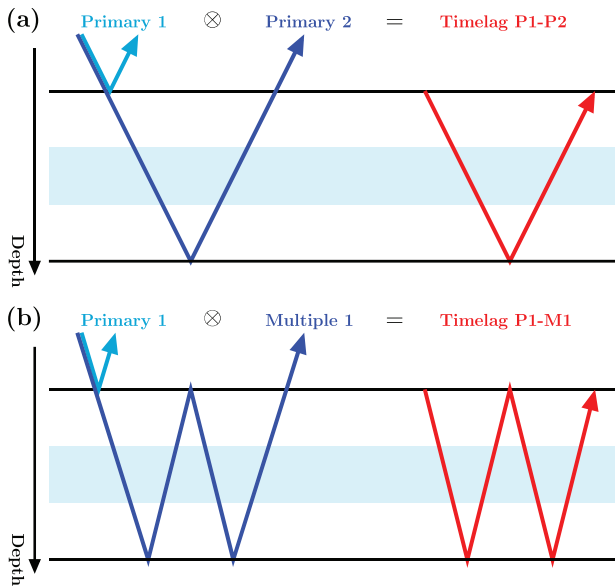 (a) Primary 1 ⊗ Primary 2 = Timelag P1-P2
Depth
(b) Primary 1 ⊗ Multiple 1 = Timelag P1-M1
Depth